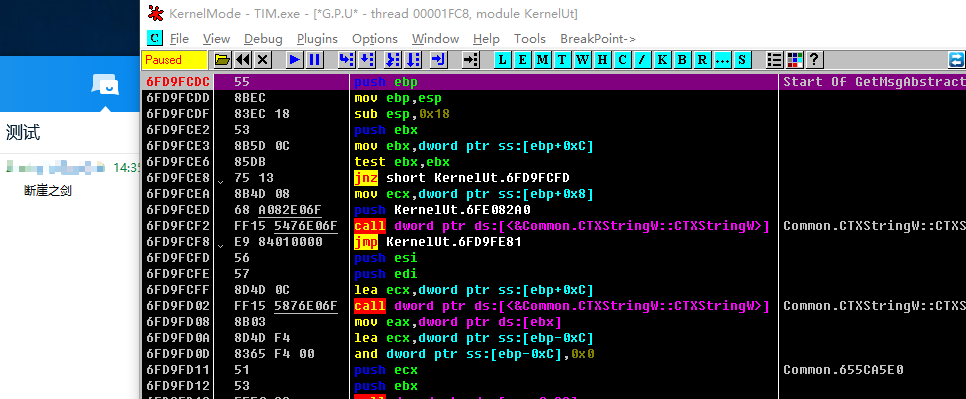 KernelMode - TIM.exe - [*G.P.U* - thread 00001FC8, module KernelUt]
C File View Debug Plugins Options Window Help Tools BreakPoint->
Paused L E M T W H C / K B R ... S ?
测试
14:35
断崖之剑
6FD9FCDC 55 push ebp Start Of GetMsgAbstract
6FD9FCDD 8BEC mov ebp,esp
6FD9FCDF 83EC 18 sub esp,0x18
6FD9FCE2 53 push ebx
6FD9FCE3 8B5D 0C mov ebx,dword ptr ss:[ebp+0xC]
6FD9FCE6 85DB test ebx,ebx
6FD9FCE8 75 13 jnz short KernelUt.6FD9FCFD
6FD9FCEA 8B4D 08 mov ecx,dword ptr ss:[ebp+0x8]
6FD9FCED 68 A082E06F push KernelUt.6FE082A0
6FD9FCF2 FF15 5476E06F call dword ptr ds:[<&Common.CTXStringW::CTXStringW>] Common.CTXStringW::CTXS
6FD9FCF8 E9 84010000 jmp KernelUt.6FD9FE81
6FD9FCFD 56 push esi
6FD9FCFE 57 push edi
6FD9FCFF 8D4D 0C lea ecx,dword ptr ss:[ebp+0xC]
6FD9FD02 FF15 5876E06F call dword ptr ds:[<&Common.CTXStringW::CTXStringW>] Common.CTXStringW::CTXS
6FD9FD08 8B03 mov eax,dword ptr ds:[ebx]
6FD9FD0A 8D4D F4 lea ecx,dword ptr ss:[ebp-0xC]
6FD9FD0D 8365 F4 00 and dword ptr ss:[ebp-0xC],0x0
6FD9FD11 51 push ecx Common.655CA5E0
6FD9FD12 53 push ebx